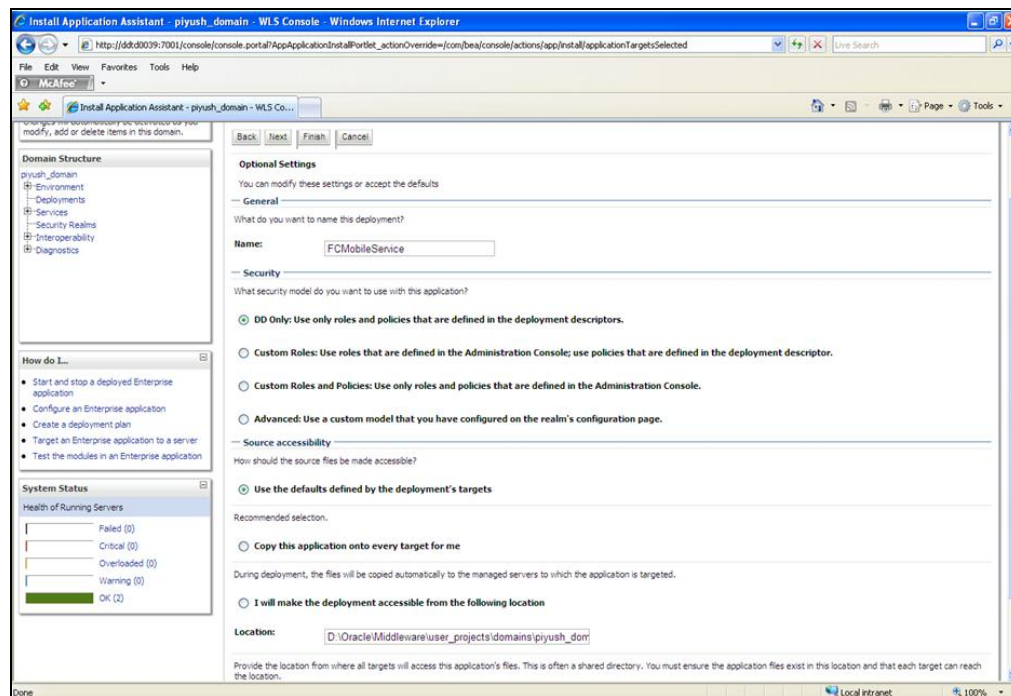 Install Application Assistant - piyush_domain - WLS Console - Windows Internet Explorer
http://ddtd0039:7001/console/console.portal?AppApplicationInstallPortlet_actionOverride=/com/bea/console/actions/app/install/applicationTargetsSelected
Live Search
File Edit View Favorites Tools Help
McAfee
Install Application Assistant - piyush_domain - WLS Co...
Page Tools
modify, add or delete items in this domain.
Back Next Finish Cancel
Domain Structure
piyush_domain
Environment
Deployments
Services
Security Realms
Interoperability
Diagnostics
How do I...
Start and stop a deployed Enterprise
application
Configure an Enterprise application
Create a deployment plan
Target an Enterprise application to a server
Test the modules in an Enterprise application
System Status
Health of Running Servers
Failed (0)
Critical (0)
Overloaded (0)
Warning (0)
OK (2)
Optional Settings
You can modify these settings or accept the defaults
General
What do you want to name this deployment?
Name: FCMobileService
Security
What security model do you want to use with this application?
DD Only: Use only roles and policies that are defined in the deployment descriptors.
Custom Roles: Use roles that are defined in the Administration Console; use policies that are defined in the deployment descriptor.
Custom Roles and Policies: Use only roles and policies that are defined in the Administration Console.
Advanced: Use a custom model that you have configured on the realm's configuration page.
Source accessibility
How should the source files be made accessible?
Use the defaults defined by the deployment's targets
Recommended selection.
Copy this application onto every target for me
During deployment, the files will be copied automatically to the managed servers to which the application is targeted.
I will make the deployment accessible from the following location
Location: D:\Oracle\Middleware\user_projects\domains\piyush_dom
Provide the location from where all targets will access this application's files. This is often a shared directory. You must ensure the application files exist in this location and that each target can reach
the location.
Done
Local intranet
100%